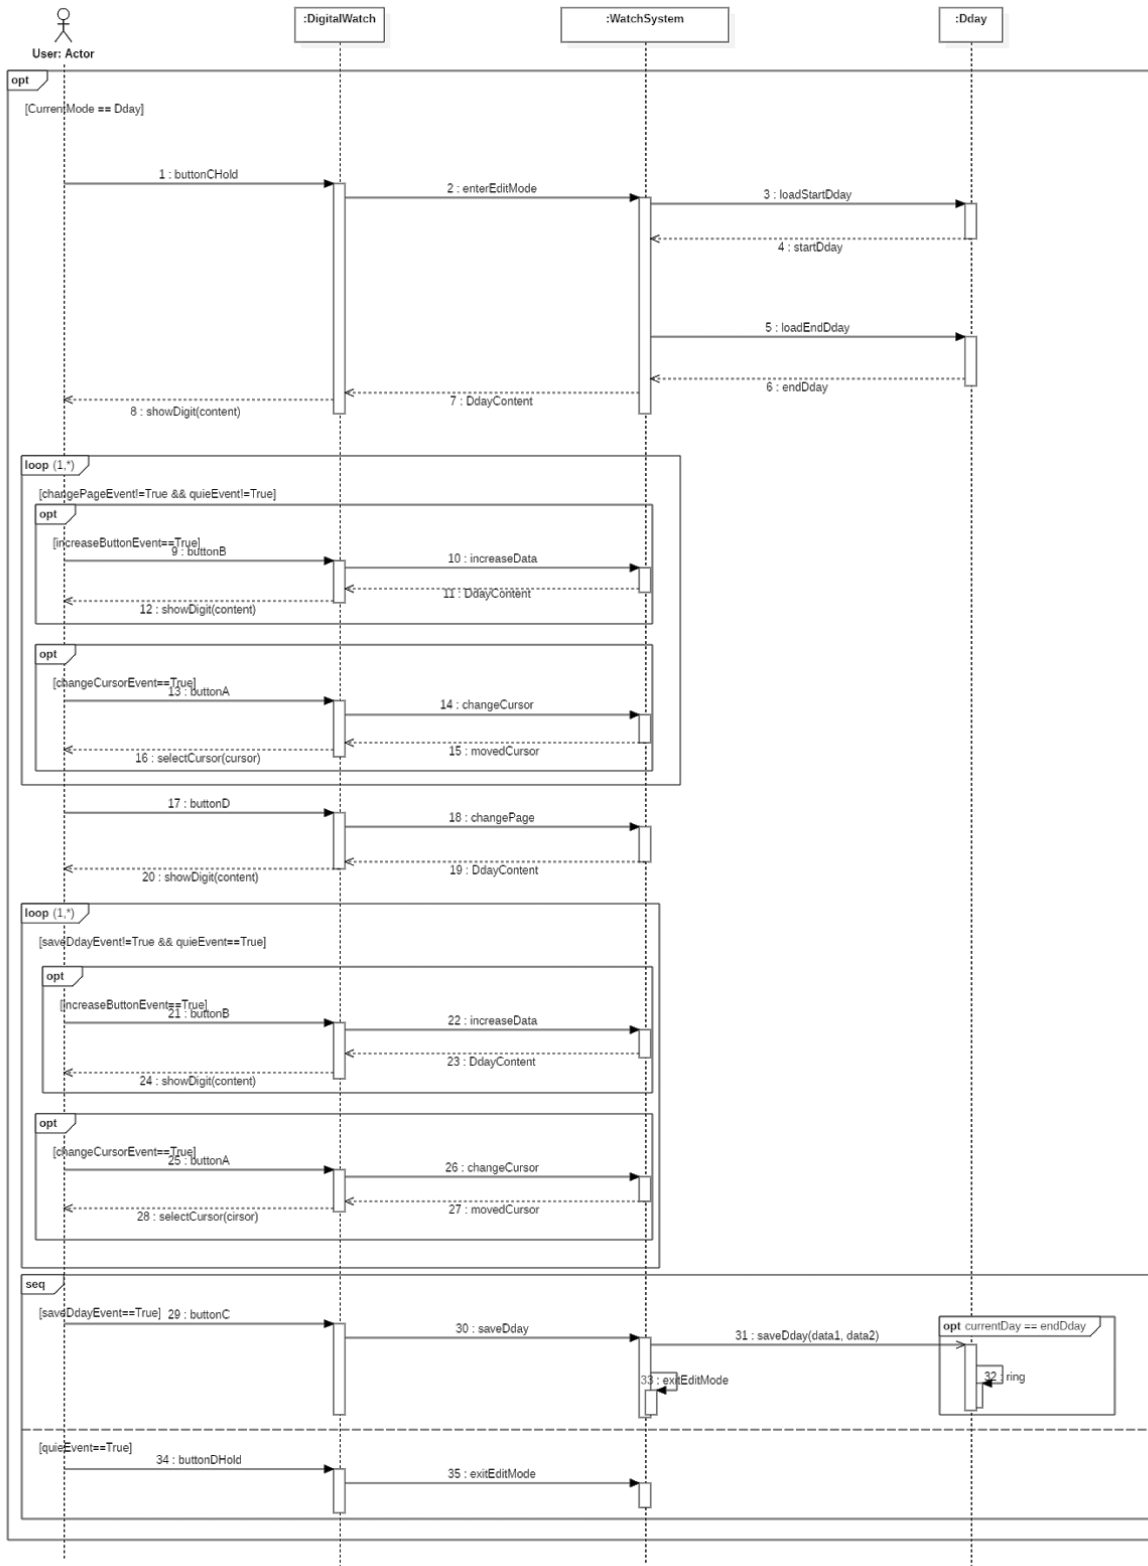 :DigitalWatch
:WatchSystem
:Dday
User: Actor
opt
[CurrentMode == Dday]
1 : buttonCHold
2 : enterEditMode
3 : loadStartDday
4 : startDday
5 : loadEndDday
6 : endDday
7 : DdayContent
8 : showDigit(content)
loop (1,*)
[changePageEvent!=True && quieEvent!=True]
opt
[increaseButtonEvent==True]
9 : buttonB
10 : increaseData
11 : DdayContent
12 : showDigit(content)
opt
[changeCursorEvent==True]
13 : buttonA
14 : changeCursor
15 : movedCursor
16 : selectCursor(cursor)
17 : buttonD
18 : changePage
19 : DdayContent
20 : showDigit(content)
loop (1,*)
[saveDdayEvent!=True && quieEvent==True]
opt
[increaseButtonEvent==True]
21 : buttonB
22 : increaseData
23 : DdayContent
24 : showDigit(content)
opt
[changeCursorEvent==True]
25 : buttonA
26 : changeCursor
27 : movedCursor
28 : selectCursor(cirsor)
seq
[saveDdayEvent==True]
29 : buttonC
30 : saveDday
31 : saveDday(data1, data2)
opt currentDay == endDday
32 : ring
33 : exitEditMode
[quieEvent==True]
34 : buttonDHold
35 : exitEditMode